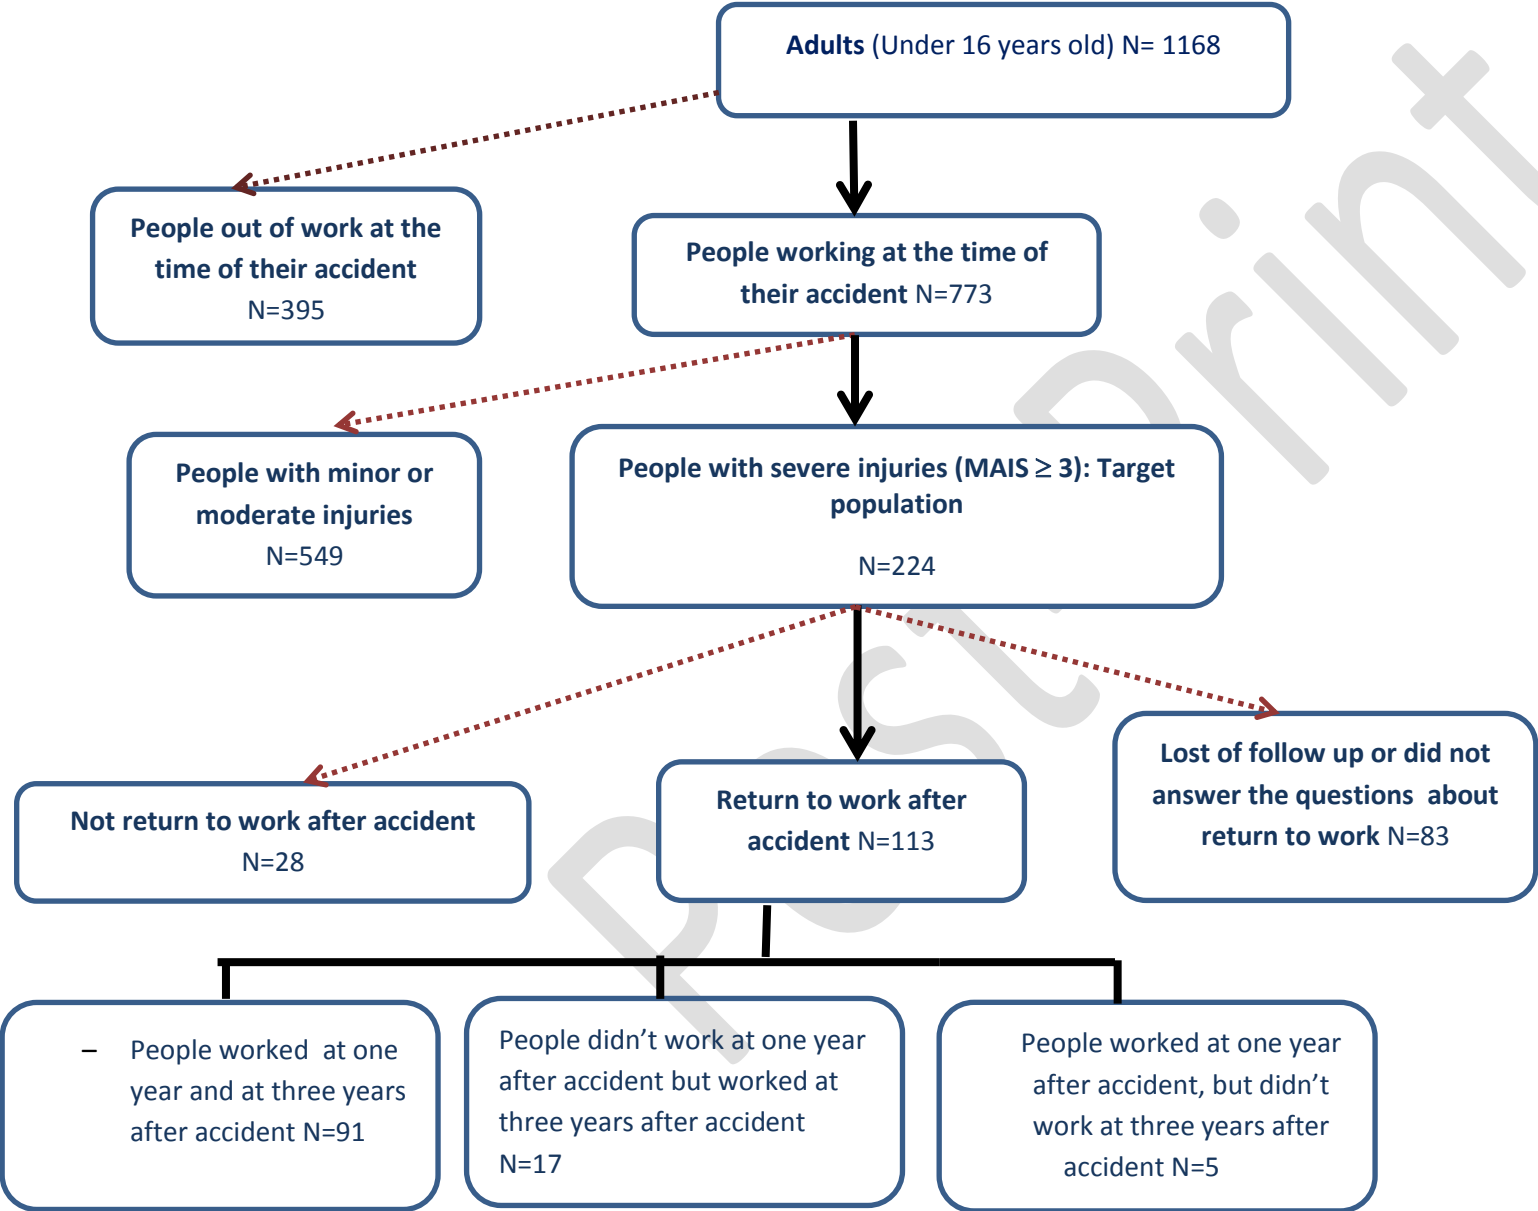 Adults (Under 16 years old) N= 1168
People out of work at the
time of their accident
N=395
People working at the time of
their accident N=773
People with minor or
moderate injuries
N=549
People with severe injuries (MAIS ≥ 3): Target
population
N=224
Not return to work after accident
N=28
Return to work after
accident N=113
Lost of follow up or did not
answer the questions  about
return to work N=83
–    People worked  at one
year and at three years
after accident N=91
People didn’t work at one year
after accident but worked at
three years after accident
N=17
People worked at one year
after accident, but didn’t
work at three years after
accident N=5
Post-Print